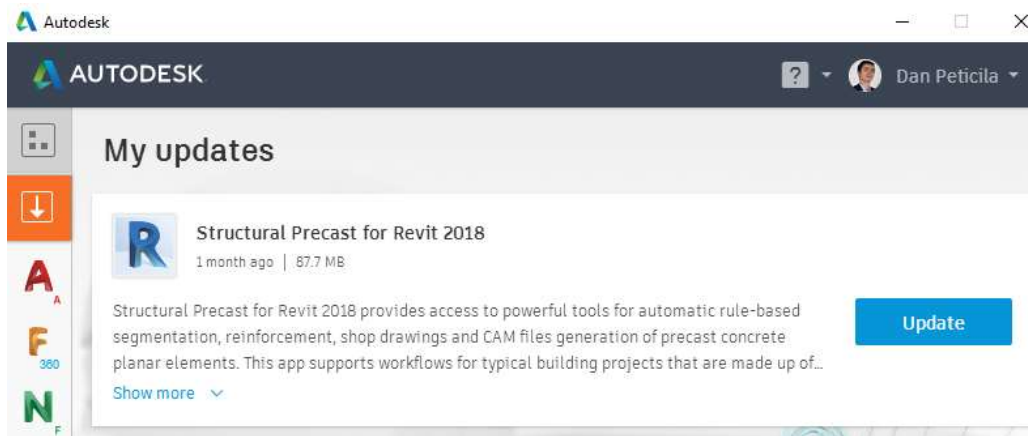 Autodesk
AUTODESK
? Dan Peticila
My updates
R
Structural Precast for Revit 2018
1 month ago | 87.7 MB
Structural Precast for Revit 2018 provides access to powerful tools for automatic rule-based
segmentation, reinforcement, shop drawings and CAM files generation of precast concrete
planar elements. This app supports workflows for typical building projects that are made up of…
Update
Show more
A
A
F
360
N
F